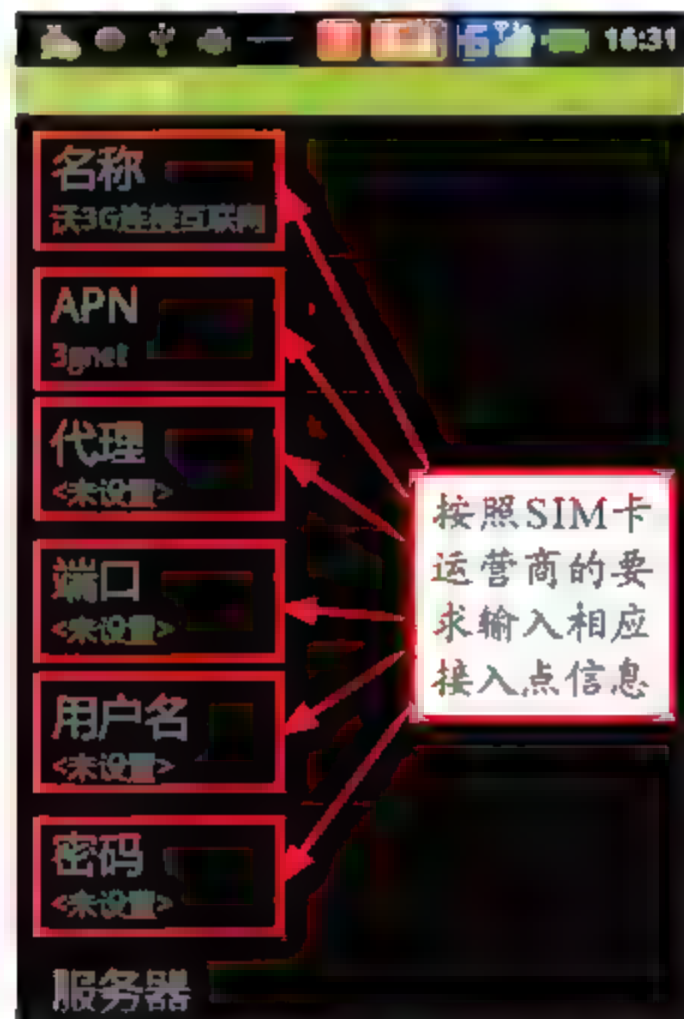 16:31
名称
沃3G连接互联网
APN
3gnet
代理
<未设置>
端口
<未设置>
用户名
<未设置>
密码
<未设置>
服务器
按照SIM卡
运营商的要
求输入相应
接入点信息